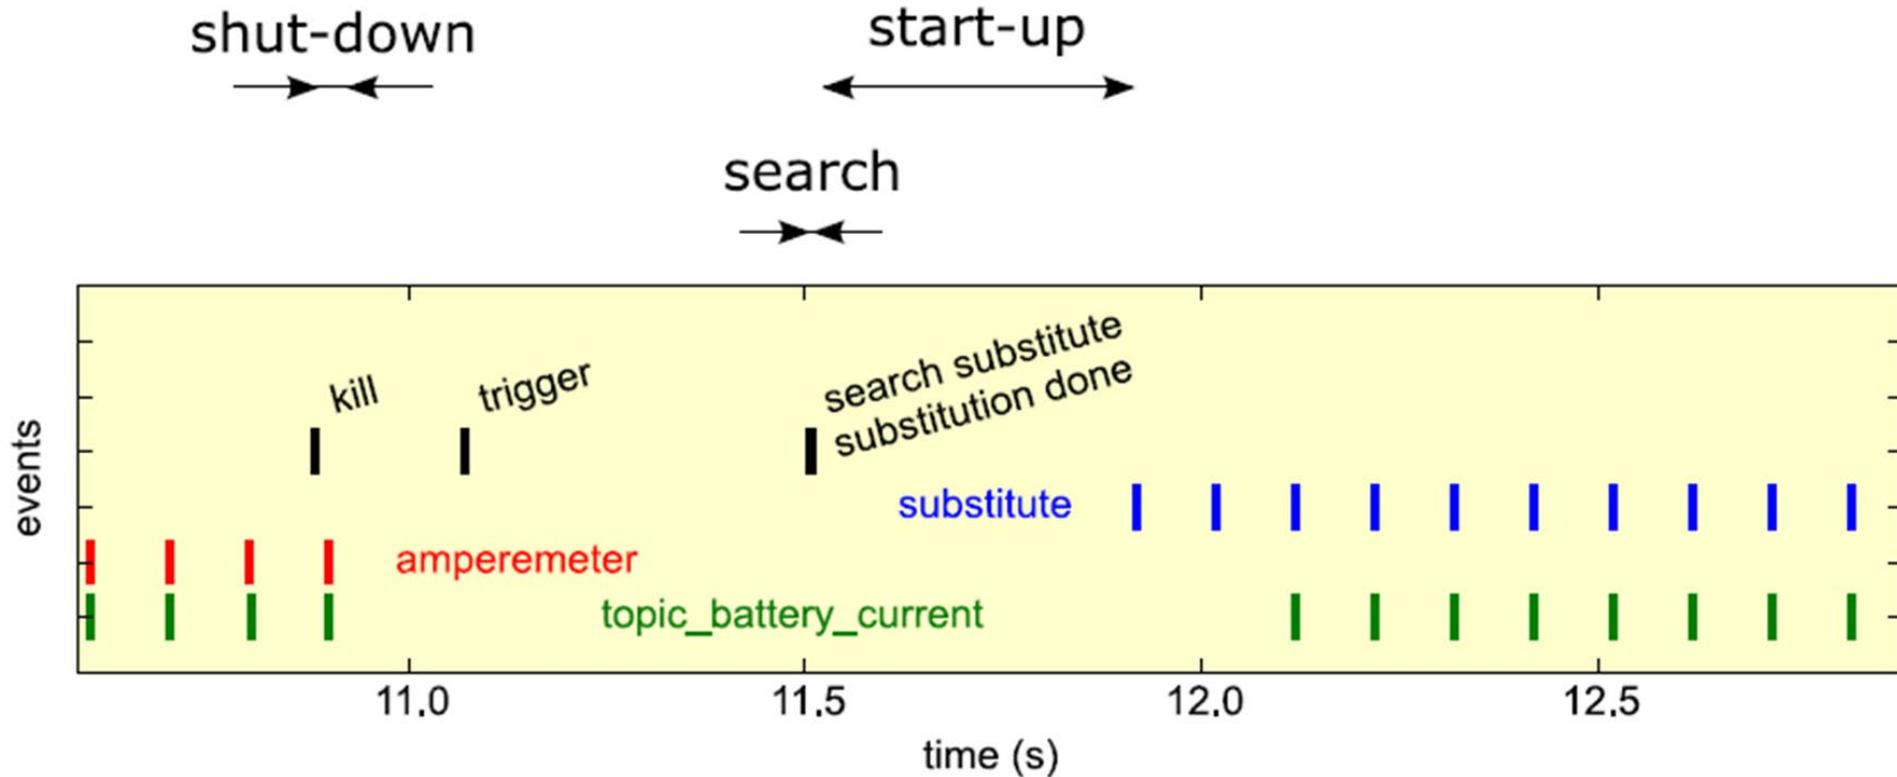 shut-down
start-up
search
kill
trigger
search substitute
substitution done
events
substitute
amperemeter
topic_battery_current
11.0
11.5
12.0
12.5
time (s)